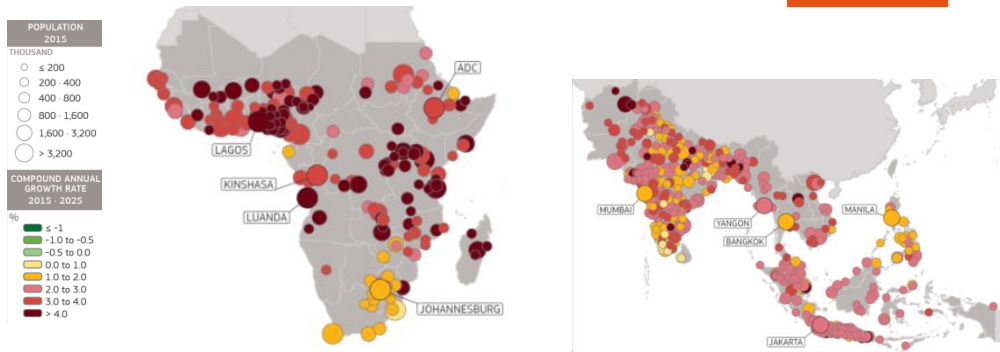 POPULATION
2015
THOUSAND
≤ 200
200 - 400
400 - 800
800 - 1,600
1,600 - 3,200
> 3,200
COMPOUND ANNUAL
GROWTH RATE
2015 - 2025
%
≤ -1
-1.0 to -0.5
-0.5 to 0.0
0.0 to 1.0
1.0 to 2.0
2.0 to 3.0
3.0 to 4.0
> 4.0
ADC
LAGOS
KINSHASA
LUANDA
JOHANNESBURG
MUMBAI
YANGON
BANGKOK
MANILA
JAKARTA